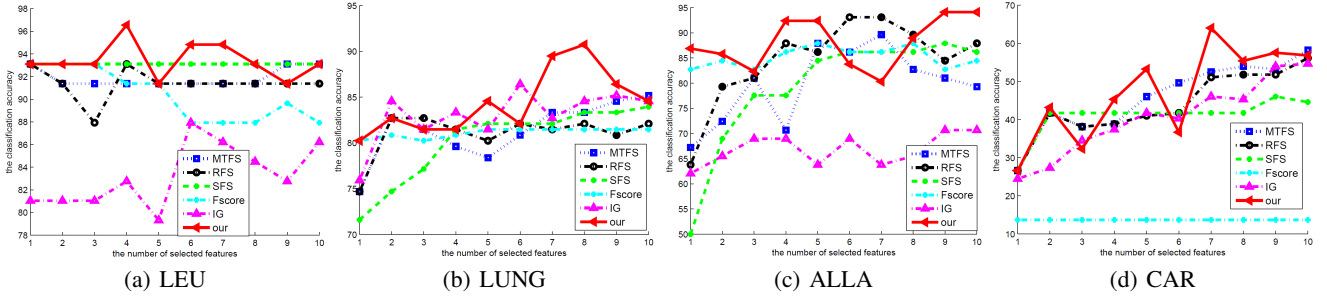 98
96
94
92
90
88
86
84
82
80
78
the classification accuracy
1 2 3 4 5 6 7 8 9 10
the number of selected features
MTFS
RFS
SFS
Fscore
IG
our
(a) LEU
95
90
85
80
75
70
the classification accuracy
1 2 3 4 5 6 7 8 9 10
the number of selected features
MTFS
RFS
SFS
Fscore
IG
our
(b) LUNG
95
90
85
80
75
70
65
60
55
50
the classification accuracy
1 2 3 4 5 6 7 8 9 10
the number of selected features
MTFS
RFS
SFS
Fscore
IG
our
(c) ALLA
70
60
50
40
30
20
10
the classification accuracy
1 2 3 4 5 6 7 8 9 10
the number of selected features
MTFS
RFS
SFS
Fscore
IG
our
(d) CAR